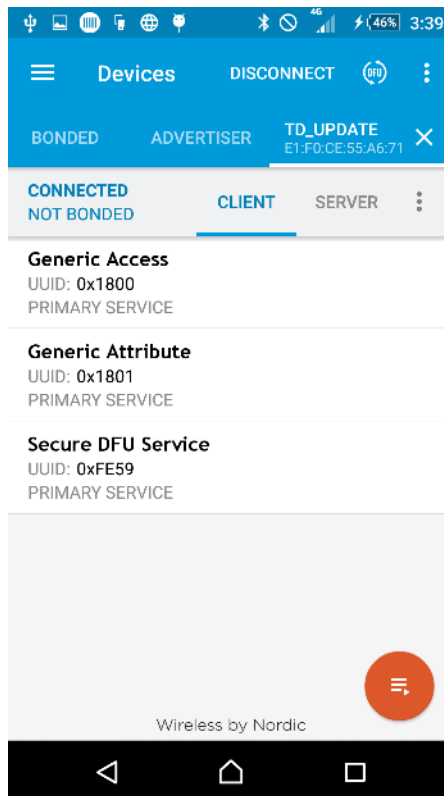 4G
46% 3:39
Devices DISCONNECT DFU
BONDED ADVERTISER TD_UPDATE
E1:F0:CE:55:A6:71
CONNECTED
NOT BONDED CLIENT SERVER
Generic Access
UUID: 0x1800
PRIMARY SERVICE
Generic Attribute
UUID: 0x1801
PRIMARY SERVICE
Secure DFU Service
UUID: 0xFE59
PRIMARY SERVICE
Wireless by Nordic